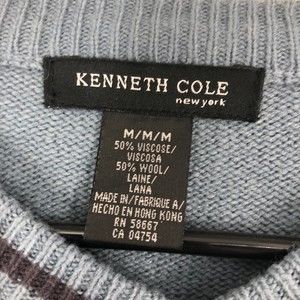 KENNETH COLE
new york
M/M/M
50% VISCOSE/
VISCOSA
50% WOOL/
LAINE/
LANA
MADE IN/FABRIQUE A/
HECHO EN HONG KONG
RN 58667
CA 04754